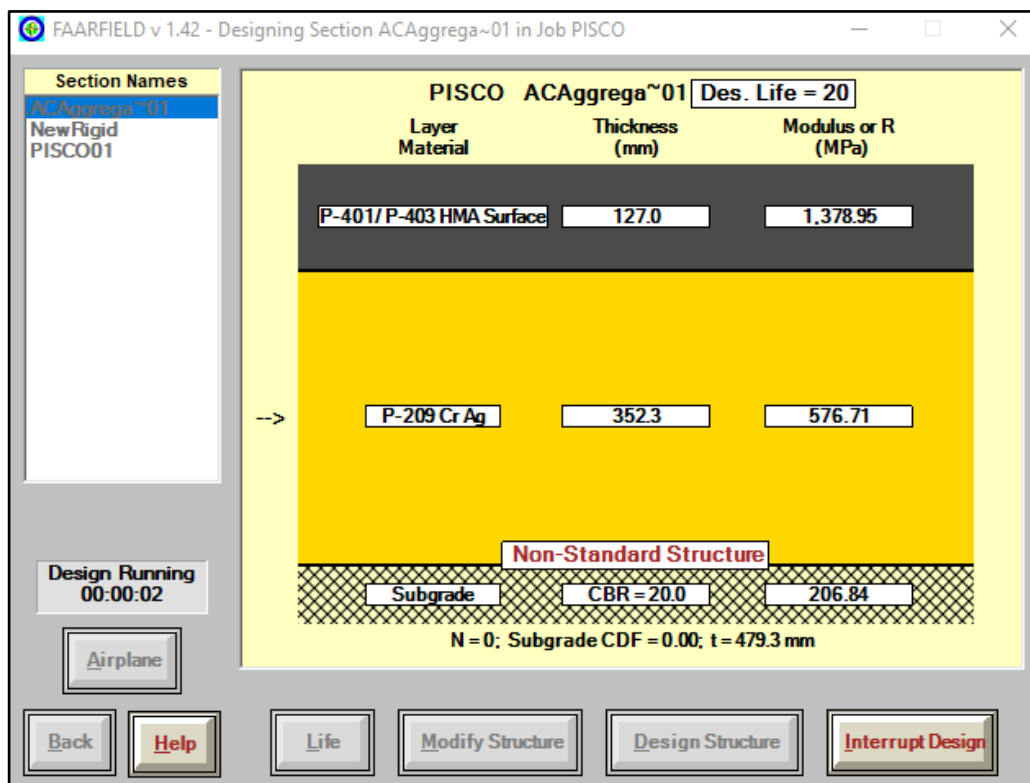 FAARFIELD v 1.42 - Designing Section ACAggrega~01 in Job PISCO
Section Names
ACAggrega~01
NewRigid
PISCO01
PISCO ACAggrega~01 Des. Life = 20
Layer Material
Thickness (mm)
Modulus or R (MPa)
P-401/ P-403 HMA Surface 127.0 1,378.95
--> P-209 Cr Ag 352.3 576.71
Non-Standard Structure
Subgrade CBR = 20.0 206.84
N = 0; Subgrade CDF = 0.00; t = 479.3 mm
Design Running
00:00:02
Airplane
Back Help Life Modify Structure Design Structure Interrupt Design